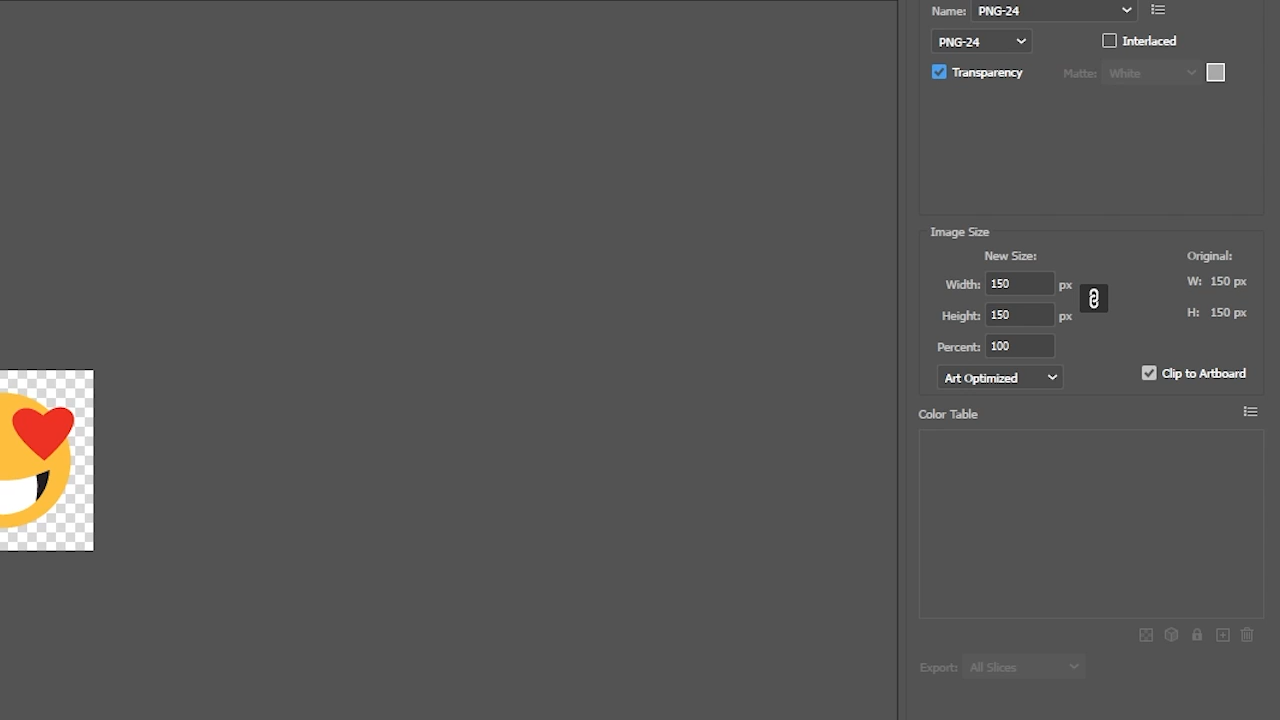 Name: PNG-24
PNG-24 Interlaced
Transparency Matte: White
Image Size
New Size: Original:
Width: 150 px W: 150 px
Height: 150 px H: 150 px
Percent: 100
Art Optimized Clip to Artboard
Color Table
Export: All Slices